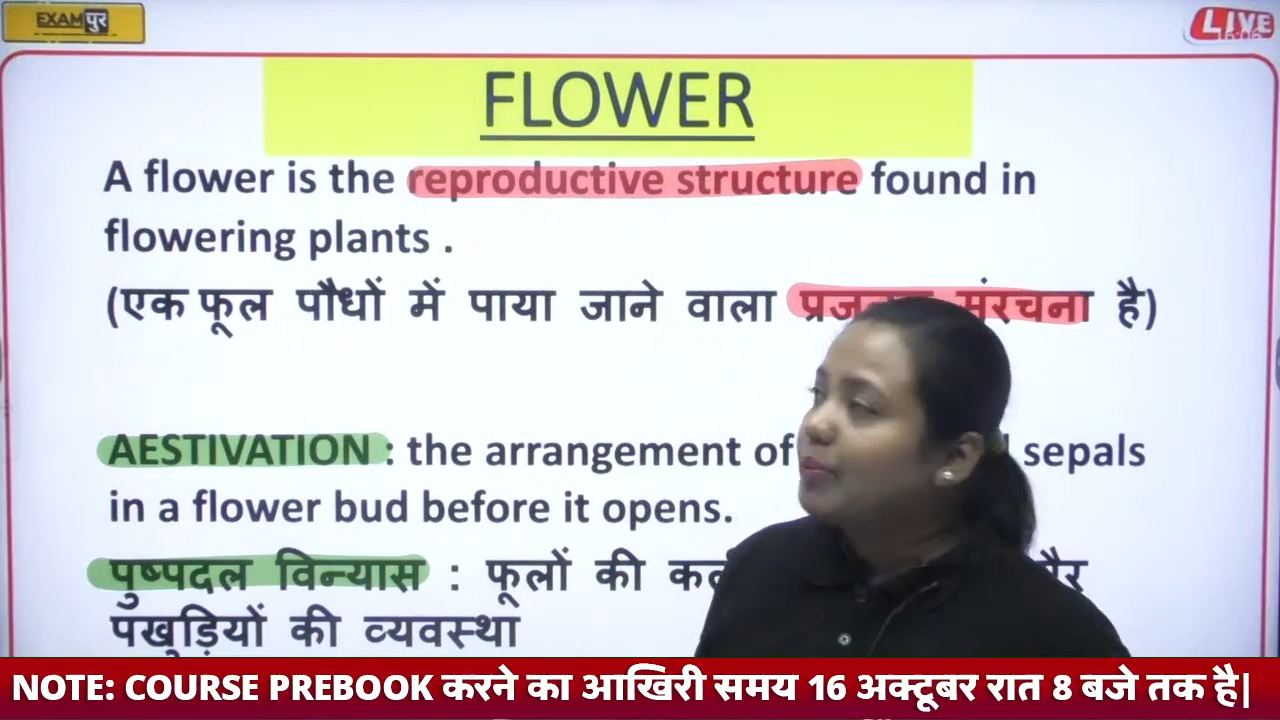 EXAMपुर
LIVE
FLOWER
A flower is the reproductive structure found in
flowering plants .
(एक फूल पौधों में पाया जाने वाला संरचना है)
AESTIVATION : the arrangement of sepals
in a flower bud before it opens.
पुष्पदल विन्यास : फूलों की
पखुड़ियों की व्यवस्था
NOTE: COURSE PREBOOK करने का आखिरी समय 16 अक्टूबर रात 8 बजे तक है|